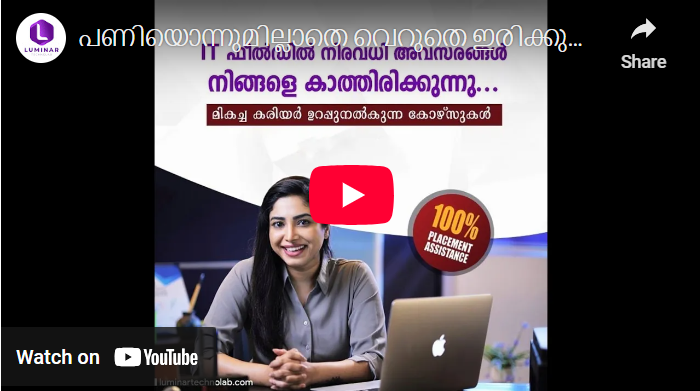 LUMINAR
പണിയൊന്നുമില്ലാതെ വെറുതെ ഇരിക്കു...
Share
IT ഫീൽഡിൽ നിരവധി അവസരങ്ങൾ
നിങ്ങളെ കാത്തിരിക്കുന്നു...
മികച്ച കരിയർ ഉറപ്പുനൽകുന്ന കോഴ്സുകൾ
100%
PLACEMENT
ASSISTANCE
Watch on YouTube
luminartechnolab.com